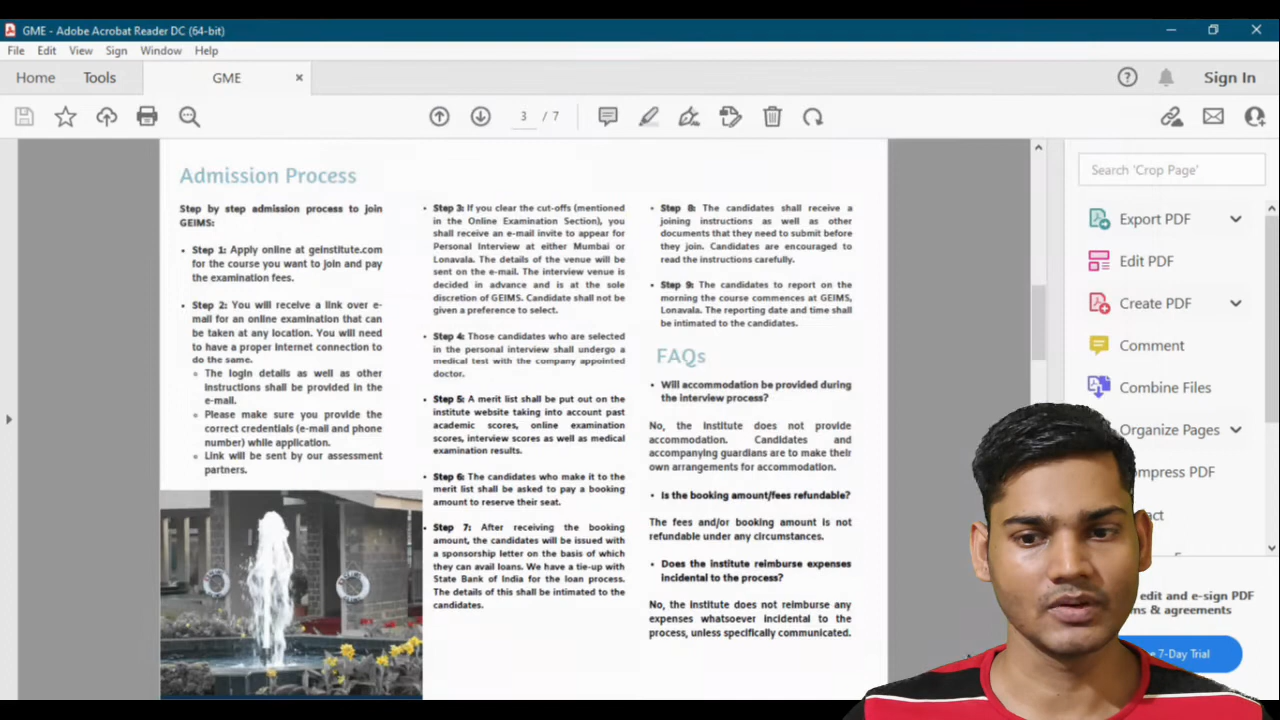 GME - Adobe Acrobat Reader DC (64-bit)
File Edit View Sign Window Help
Home Tools GME Sign In
3 / 7
Admission Process
Step by step admission process to join
GEIMS:
• Step 1: Apply online at geinstitute.com
for the course you want to join and pay
the examination fees.
• Step 2: You will receive a link over e-
mail for an online examination that can
be taken at any location. You will need
to have a proper internet connection to
do the same.
The login details as well as other
instructions shall be provided in the
e-mail.
Please make sure you provide the
correct credentials (e-mail and phone
number) while application.
Link will be sent by our assessment
partners.
• Step 3: If you clear the cut-offs (mentioned
in the Online Examination Section), you
shall receive an e-mail invite to appear for
Personal Interview at either Mumbai or
Lonavala. The details of the venue will be
sent on the e-mail. The interview venue is
decided in advance and is at the sole
discretion of GEIMS. Candidate shall not be
given a preference to select.
• Step 4: Those candidates who are selected
in the personal interview shall undergo a
medical test with the company appointed
doctor.
• Step 5: A merit list shall be put out on the
institute website taking into account past
academic scores, online examination
scores, interview scores as well as medical
examination results.
• Step 6: The candidates who make it to the
merit list shall be asked to pay a booking
amount to reserve their seat.
• Step 7: After receiving the booking
amount, the candidates will be issued with
a sponsorship letter on the basis of which
they can avail loans. We have a tie-up with
State Bank of India for the loan process.
The details of this shall be intimated to the
candidates.
• Step 8: The candidates shall receive a
joining instructions as well as other
documents that they need to submit before
they join. Candidates are encouraged to
read the instructions carefully.
• Step 9: The candidates to report on the
morning the course commences at GEIMS,
Lonavala. The reporting date and time shall
be intimated to the candidates.
FAQs
• Will accommodation be provided during
the interview process?
No, the institute does not provide
accommodation. Candidates and
accompanying guardians are to make their
own arrangements for accommodation.
• Is the booking amount/fees refundable?
The fees and/or booking amount is not
refundable under any circumstances.
• Does the institute reimburse expenses
incidental to the process?
No, the institute does not reimburse any
expenses whatsoever incidental to the
process, unless specifically communicated.
Search 'Crop Page'
Export PDF
Edit PDF
Create PDF
Comment
Combine Files
Organize Pages
ompress PDF
edit and e-sign PDF
ms & agreements
7-Day Trial